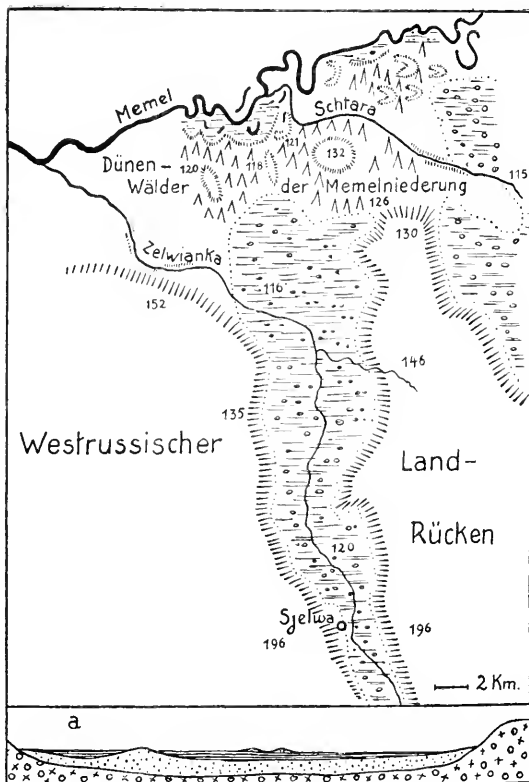 Memel
Schtara
121
115
Dünen-
120
118
132
Wälder
der Memelniederung
126
130
Zelwianka
116
152
146
135
Westrussischer
Land-
Rücken
120
Sjelwa
196
196
2 Km.
a